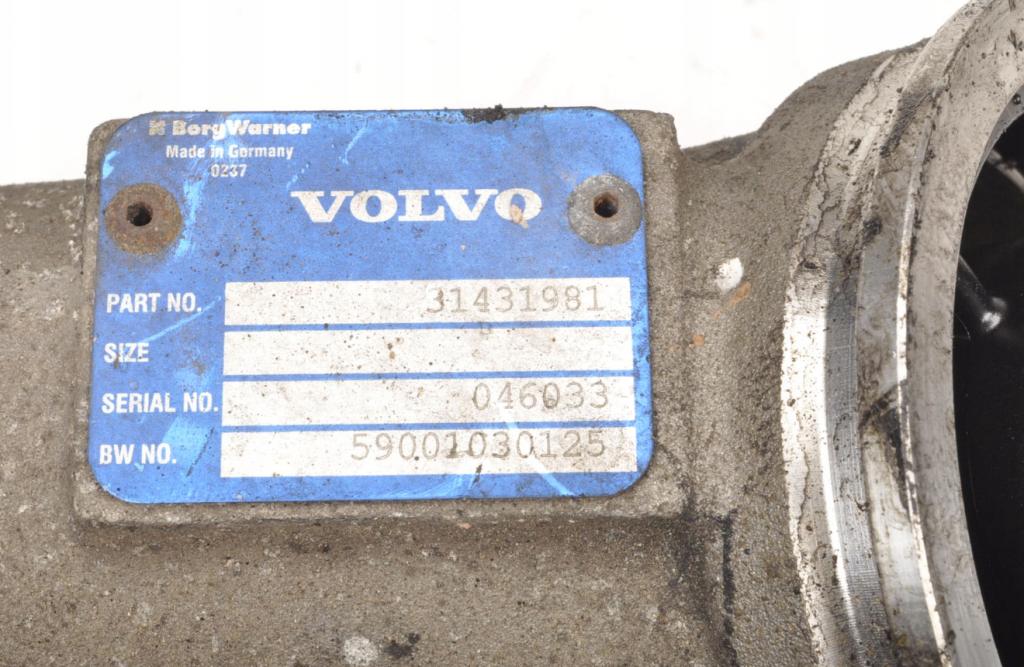 BorgWarner
Made in Germany
0237
VOLVO
PART NO. 31431981
SIZE
SERIAL NO. 046033
BW NO. 59001030125